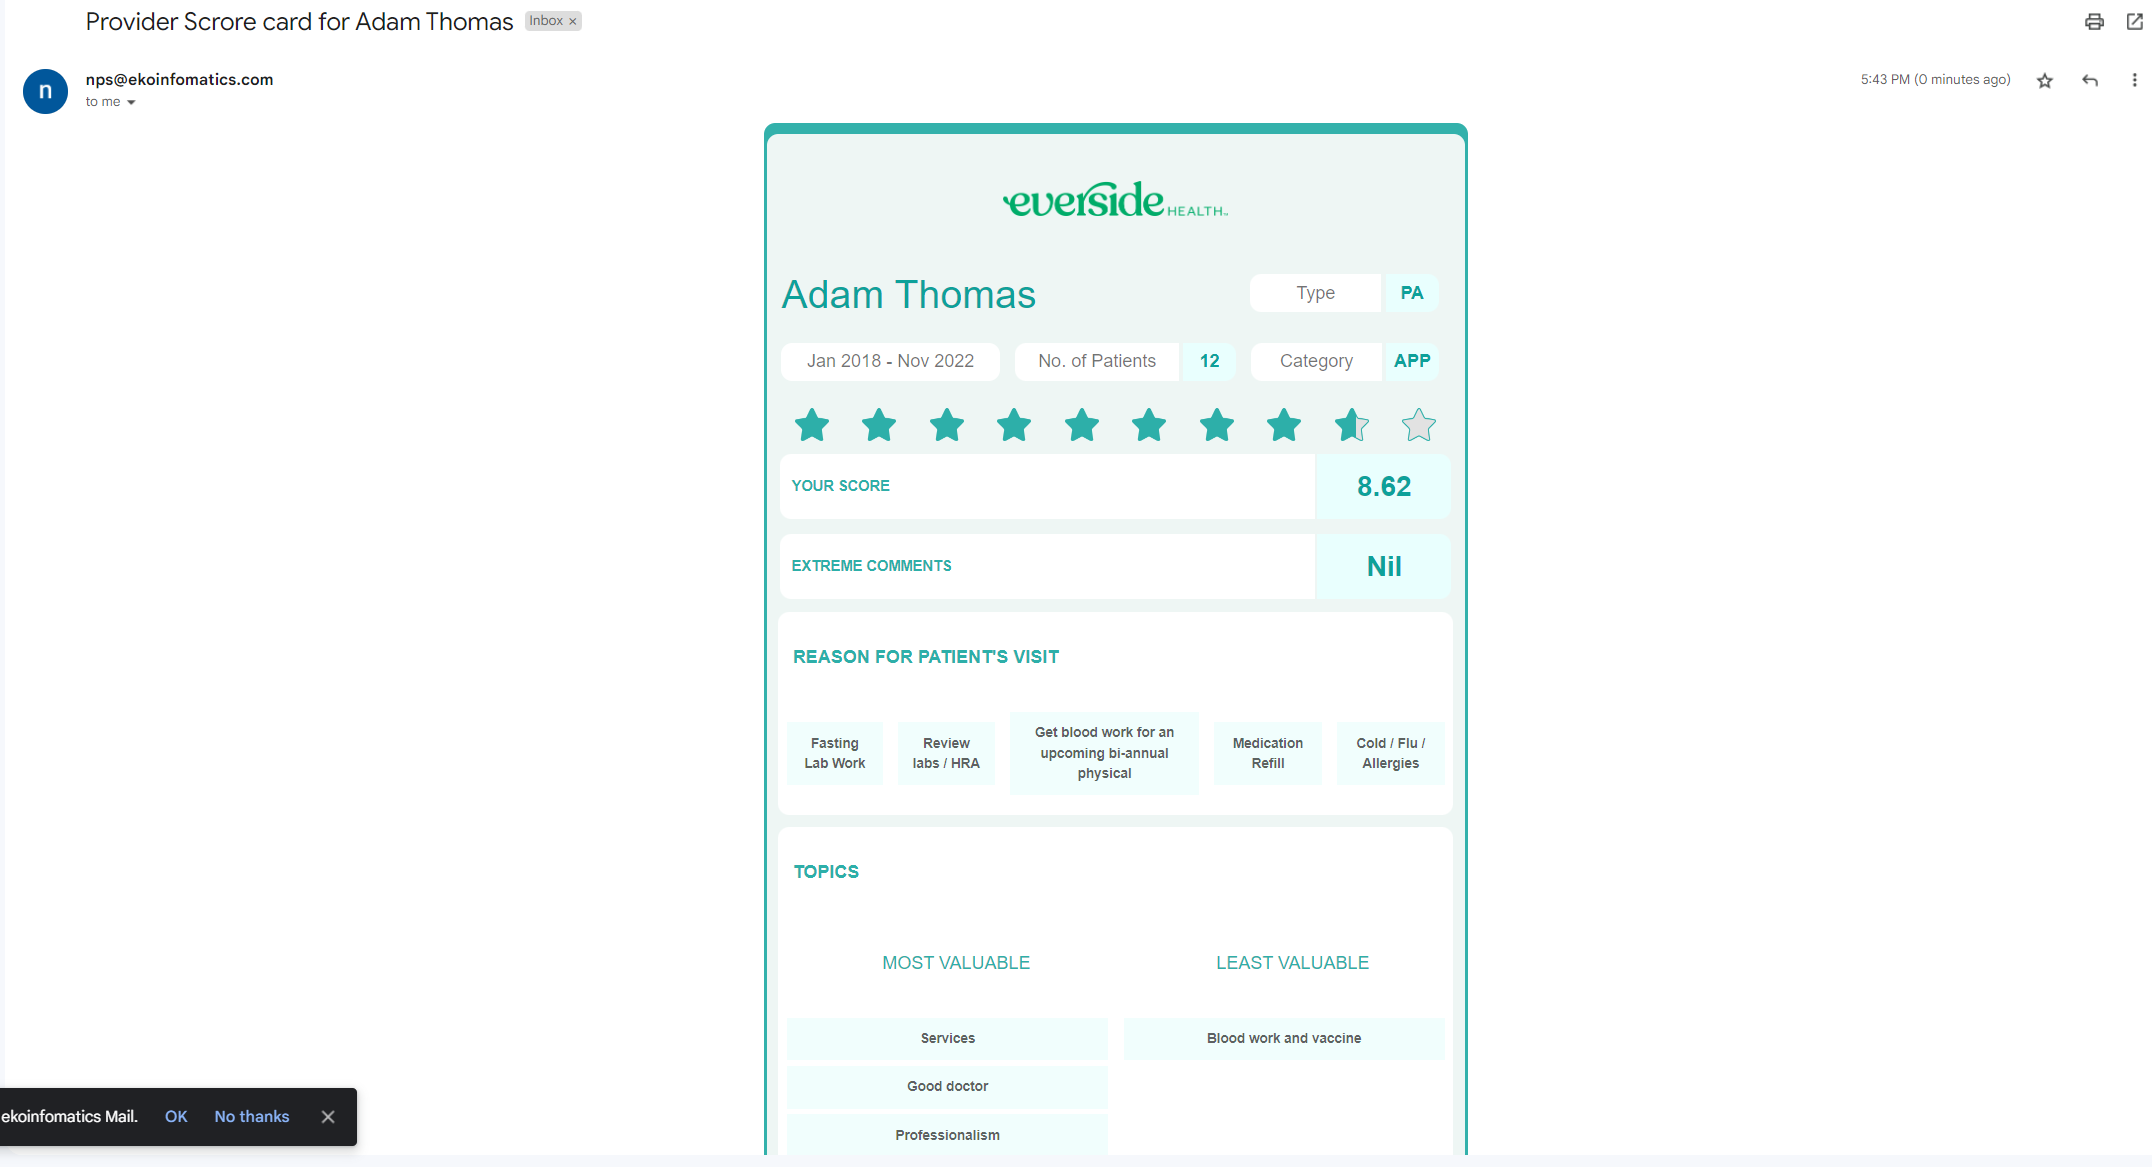 Provider Scrore card for Adam Thomas Inbox ×
n
nps@ekoinfomatics.com
to me
5:43 PM (0 minutes ago)
everside HEALTH
Adam Thomas
Type PA
Jan 2018 - Nov 2022 No. of Patients 12 Category APP
YOUR SCORE 8.62
EXTREME COMMENTS Nil
REASON FOR PATIENT'S VISIT
Fasting
Lab Work
Review
labs / HRA
Get blood work for an
upcoming bi-annual
physical
Medication
Refill
Cold / Flu /
Allergies
TOPICS
MOST VALUABLE LEAST VALUABLE
Services Blood work and vaccine
Good doctor
Professionalism
ekoinfomatics Mail. OK No thanks